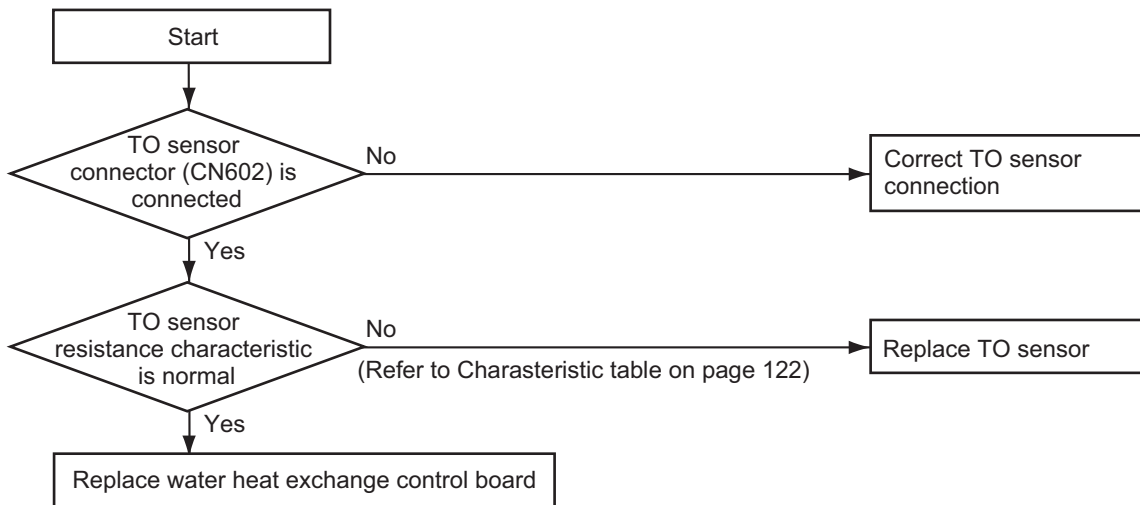 Start
TO sensor
connector (CN602) is
connected
No
Correct TO sensor
connection
Yes
TO sensor
resistance characteristic
is normal
No
(Refer to Charasteristic table on page 122)
Replace TO sensor
Yes
Replace water heat exchange control board